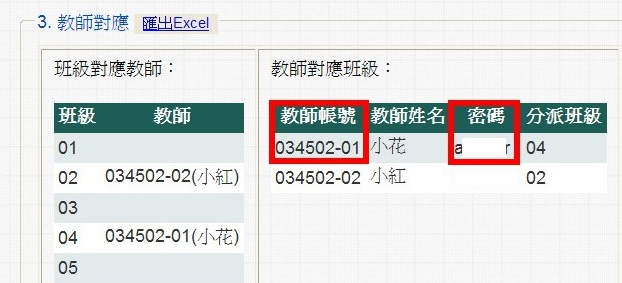 3. 教師對應 匯出Excel
班級對應教師：
班級 教師
01
02 034502-02(小紅)
03
04 034502-01(小花)
05
教師對應班級：
教師帳號 教師姓名 密碼 分派班級
034502-01 小花 a r 04
034502-02 小紅 02